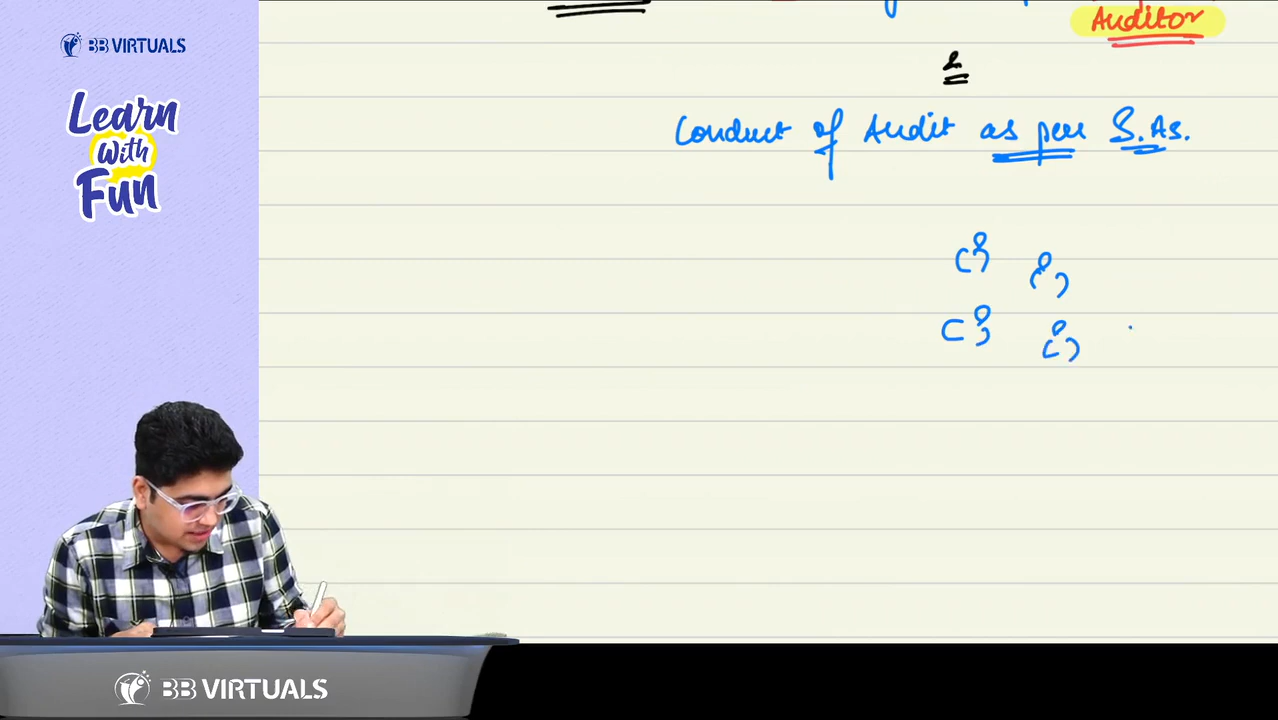 BB VIRTUALS
Learn
With
Fun
Auditor
&
Conduct of Audit as per S.As.
BB VIRTUALS